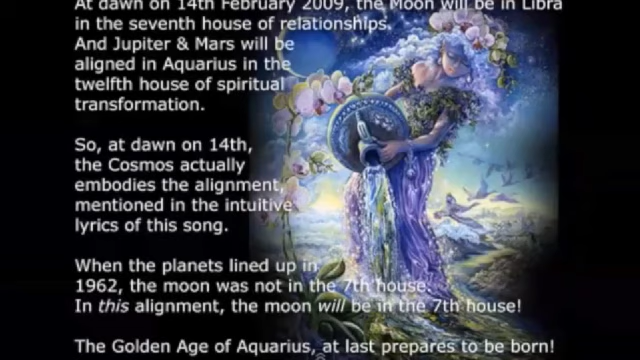 At dawn on 14th February 2009, the Moon will be in Libra
in the seventh house of relationships.
And Jupiter & Mars will be
aligned in Aquarius in the
twelfth house of spiritual
transformation.
So, at dawn on 14th,
the Cosmos actually
embodies the alignment,
mentioned in the intuitive
lyrics of this song.
When the planets lined up in
1962, the moon was not in the 7th house.
In this alignment, the moon will be in the 7th house!
The Golden Age of Aquarius, at last prepares to be born!